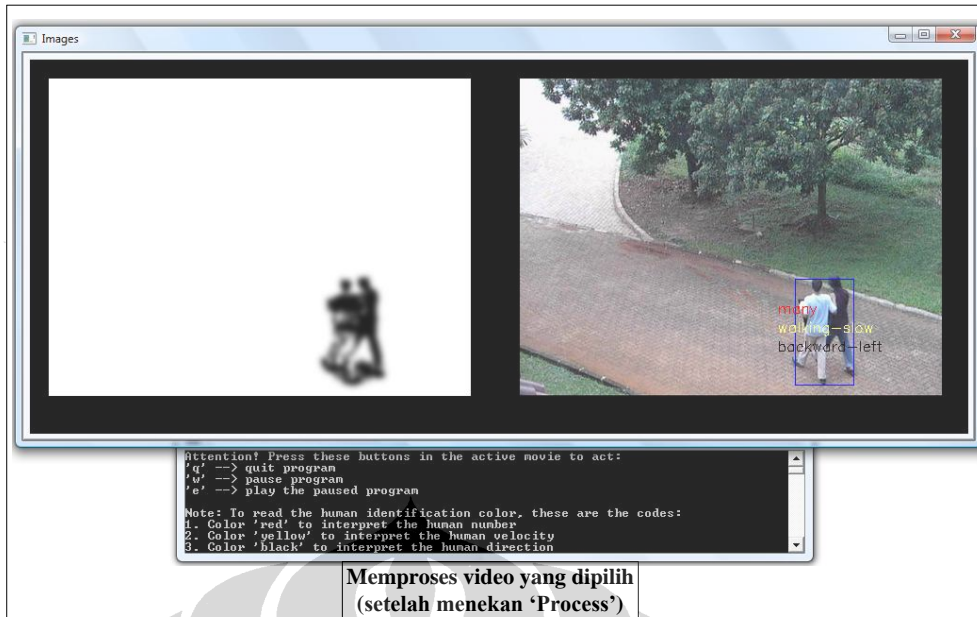 Images
many
walking-slow
backward-left
Attention! Press these buttons in the active movie to act:
'q' --> quit program
'w' --> pause program
'e' --> play the paused program
Note: To read the human identification color, these are the codes:
1. Color 'red' to interpret the human number
2. Color 'yellow' to interpret the human velocity
3. Color 'black' to interpret the human direction
Memproses video yang dipilih
(setelah menekan ‘Process’)